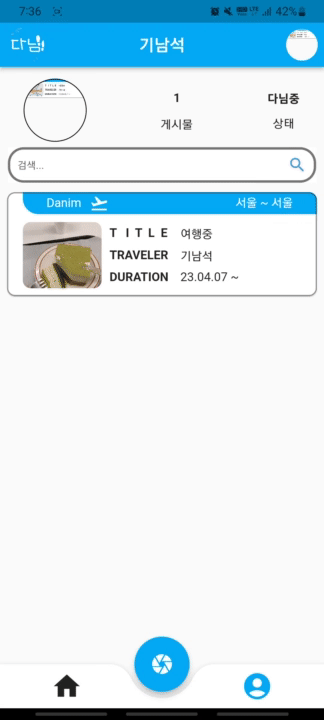 7:36 42%
다님! 기남석
1 다님중
게시물 상태
검색...
Danim 서울 ~ 서울
T I T L E 여행중
TRAVELER 기남석
DURATION 23.04.07 ~